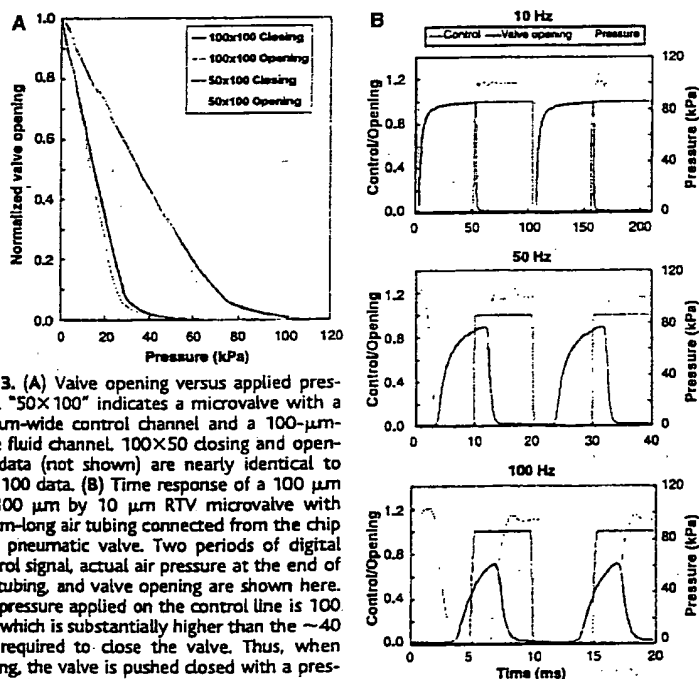 A
Normalized valve opening
1.0
0.8
0.6
0.4
0.2
0.0
100x100 Closing
100x100 Opening
50x100 Closing
50x100 Opening
0 20 40 60 80 100 120
Pressure (kPa)
B
10 Hz
Control Valve opening Pressure
Control/Opening
1.2
0.8
0.4
0.0
0 50 100 150 200
120
80
40
0
Pressure (kPa)
50 Hz
Control/Opening
1.2
0.8
0.4
0.0
0 10 20 30 40
120
80
40
0
Pressure (kPa)
100 Hz
Control/Opening
1.2
0.8
0.4
0.0
0 5 10 15 20
Time (ms)
120
80
40
0
Pressure (kPa)
3. (A) Valve opening versus applied pres-
"50×100" indicates a microvalve with a
m-wide control channel and a 100-μm-
fluid channel. 100×50 closing and open-
data (not shown) are nearly identical to
100 data. (B) Time response of a 100 μm
00 μm by 10 μm RTV microvalve with
m-long air tubing connected from the chip
pneumatic valve. Two periods of digital
rol signal, actual air pressure at the end of
tubing, and valve opening are shown here.
pressure applied on the control line is 100
which is substantially higher than the ~40
required to close the valve. Thus, when
ng, the valve is pushed closed with a pres-